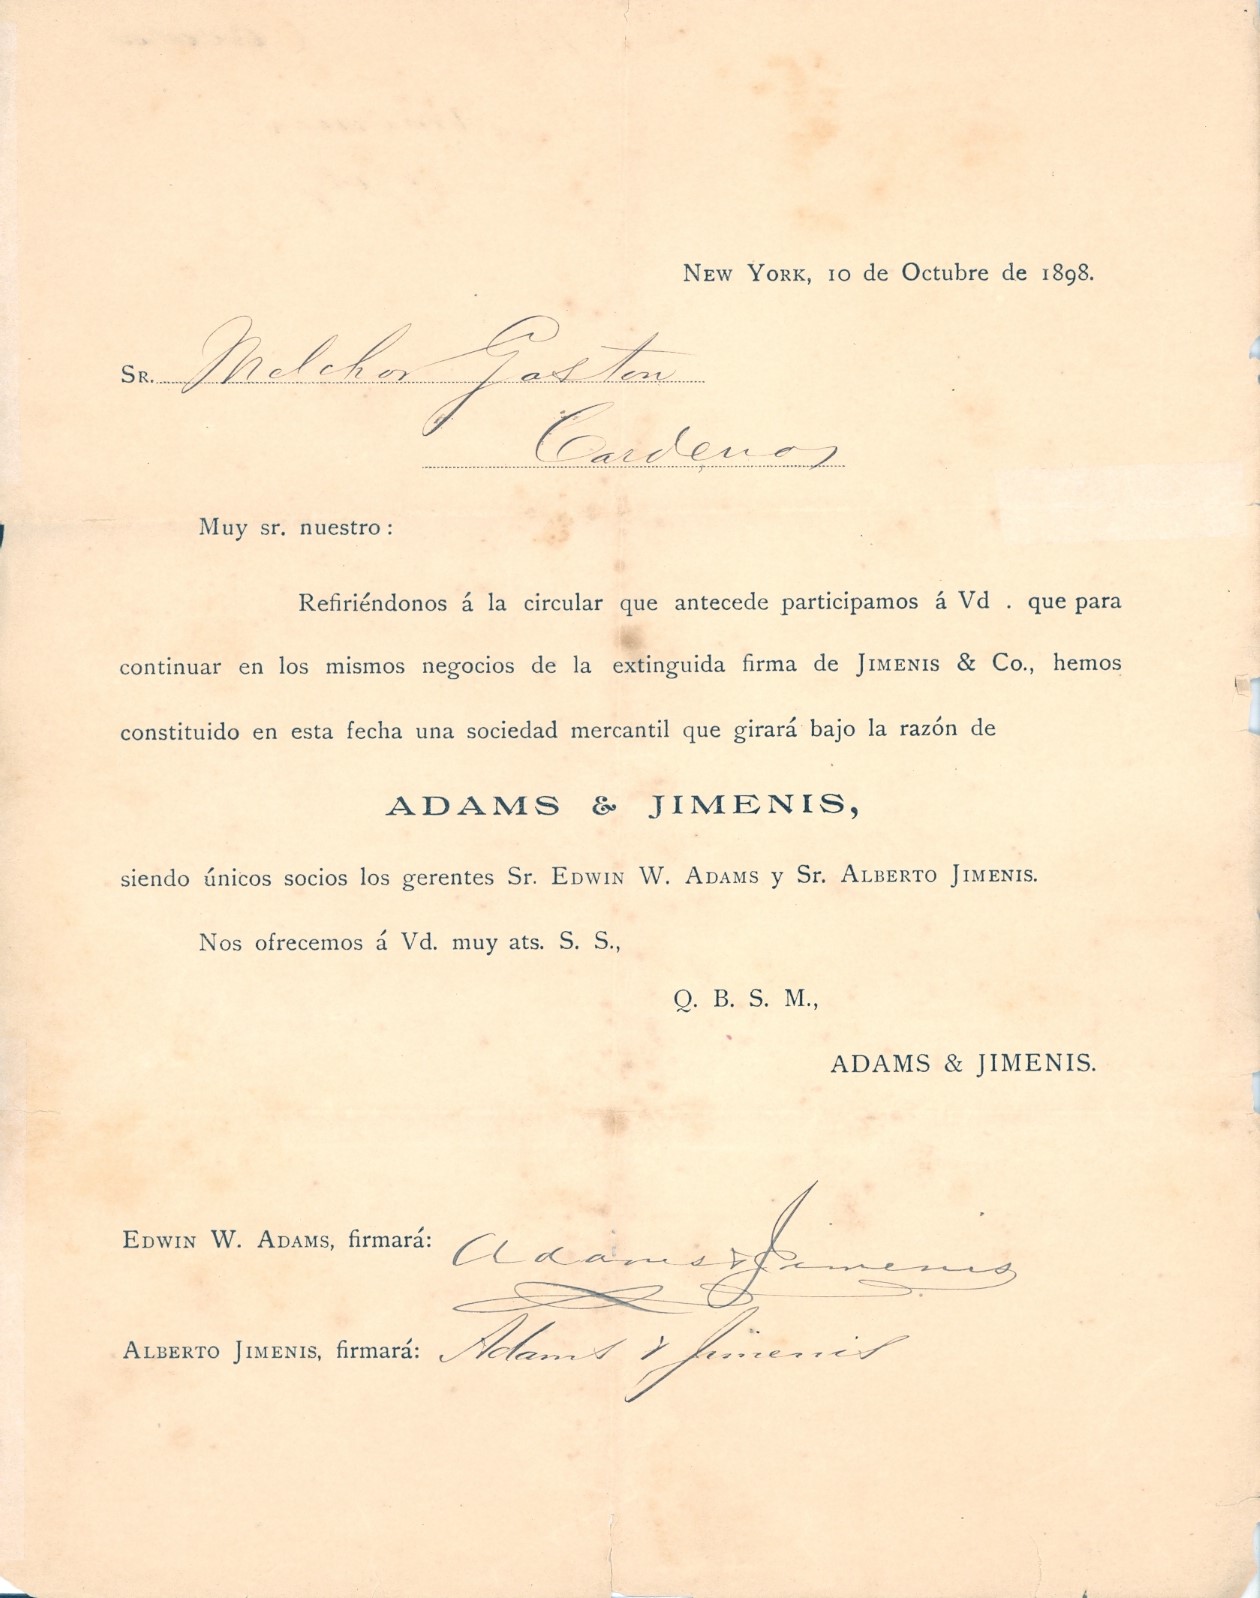 New York, 10 de Octubre de 1898.
Sr. Melchor Gaston
Cardenas
Muy sr. nuestro:
Refiriéndonos á la circular que antecede participamos á Vd . que para
continuar en los mismos negocios de la extinguida firma de Jimenis & Co., hemos
constituido en esta fecha una sociedad mercantil que girará bajo la razón de
ADAMS & JIMENIS,
siendo únicos socios los gerentes Sr. Edwin W. Adams y Sr. Alberto Jimenis.
Nos ofrecemos á Vd. muy ats. S. S.,
Q. B. S. M.,
ADAMS & JIMENIS.
Edwin W. Adams, firmará: Adams & Jimenis
Alberto Jimenis, firmará: Adams & Jimenis